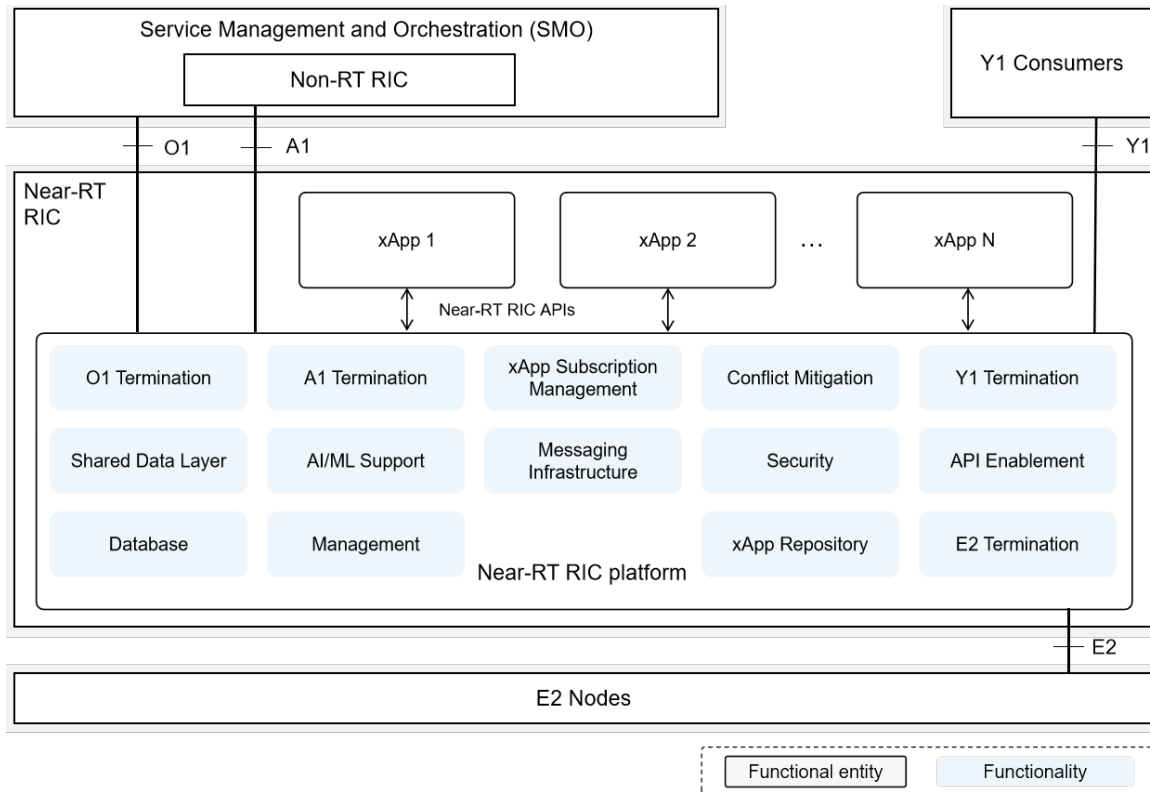 Service Management and Orchestration (SMO)
Non-RT RIC
Y1 Consumers
O1
A1
Y1
Near-RT
RIC
xApp 1
xApp 2
...
xApp N
Near-RT RIC APIs
O1 Termination
A1 Termination
xApp Subscription
Management
Conflict Mitigation
Y1 Termination
Shared Data Layer
AI/ML Support
Messaging
Infrastructure
Security
API Enablement
Database
Management
xApp Repository
E2 Termination
Near-RT RIC platform
E2
E2 Nodes
Functional entity
Functionality